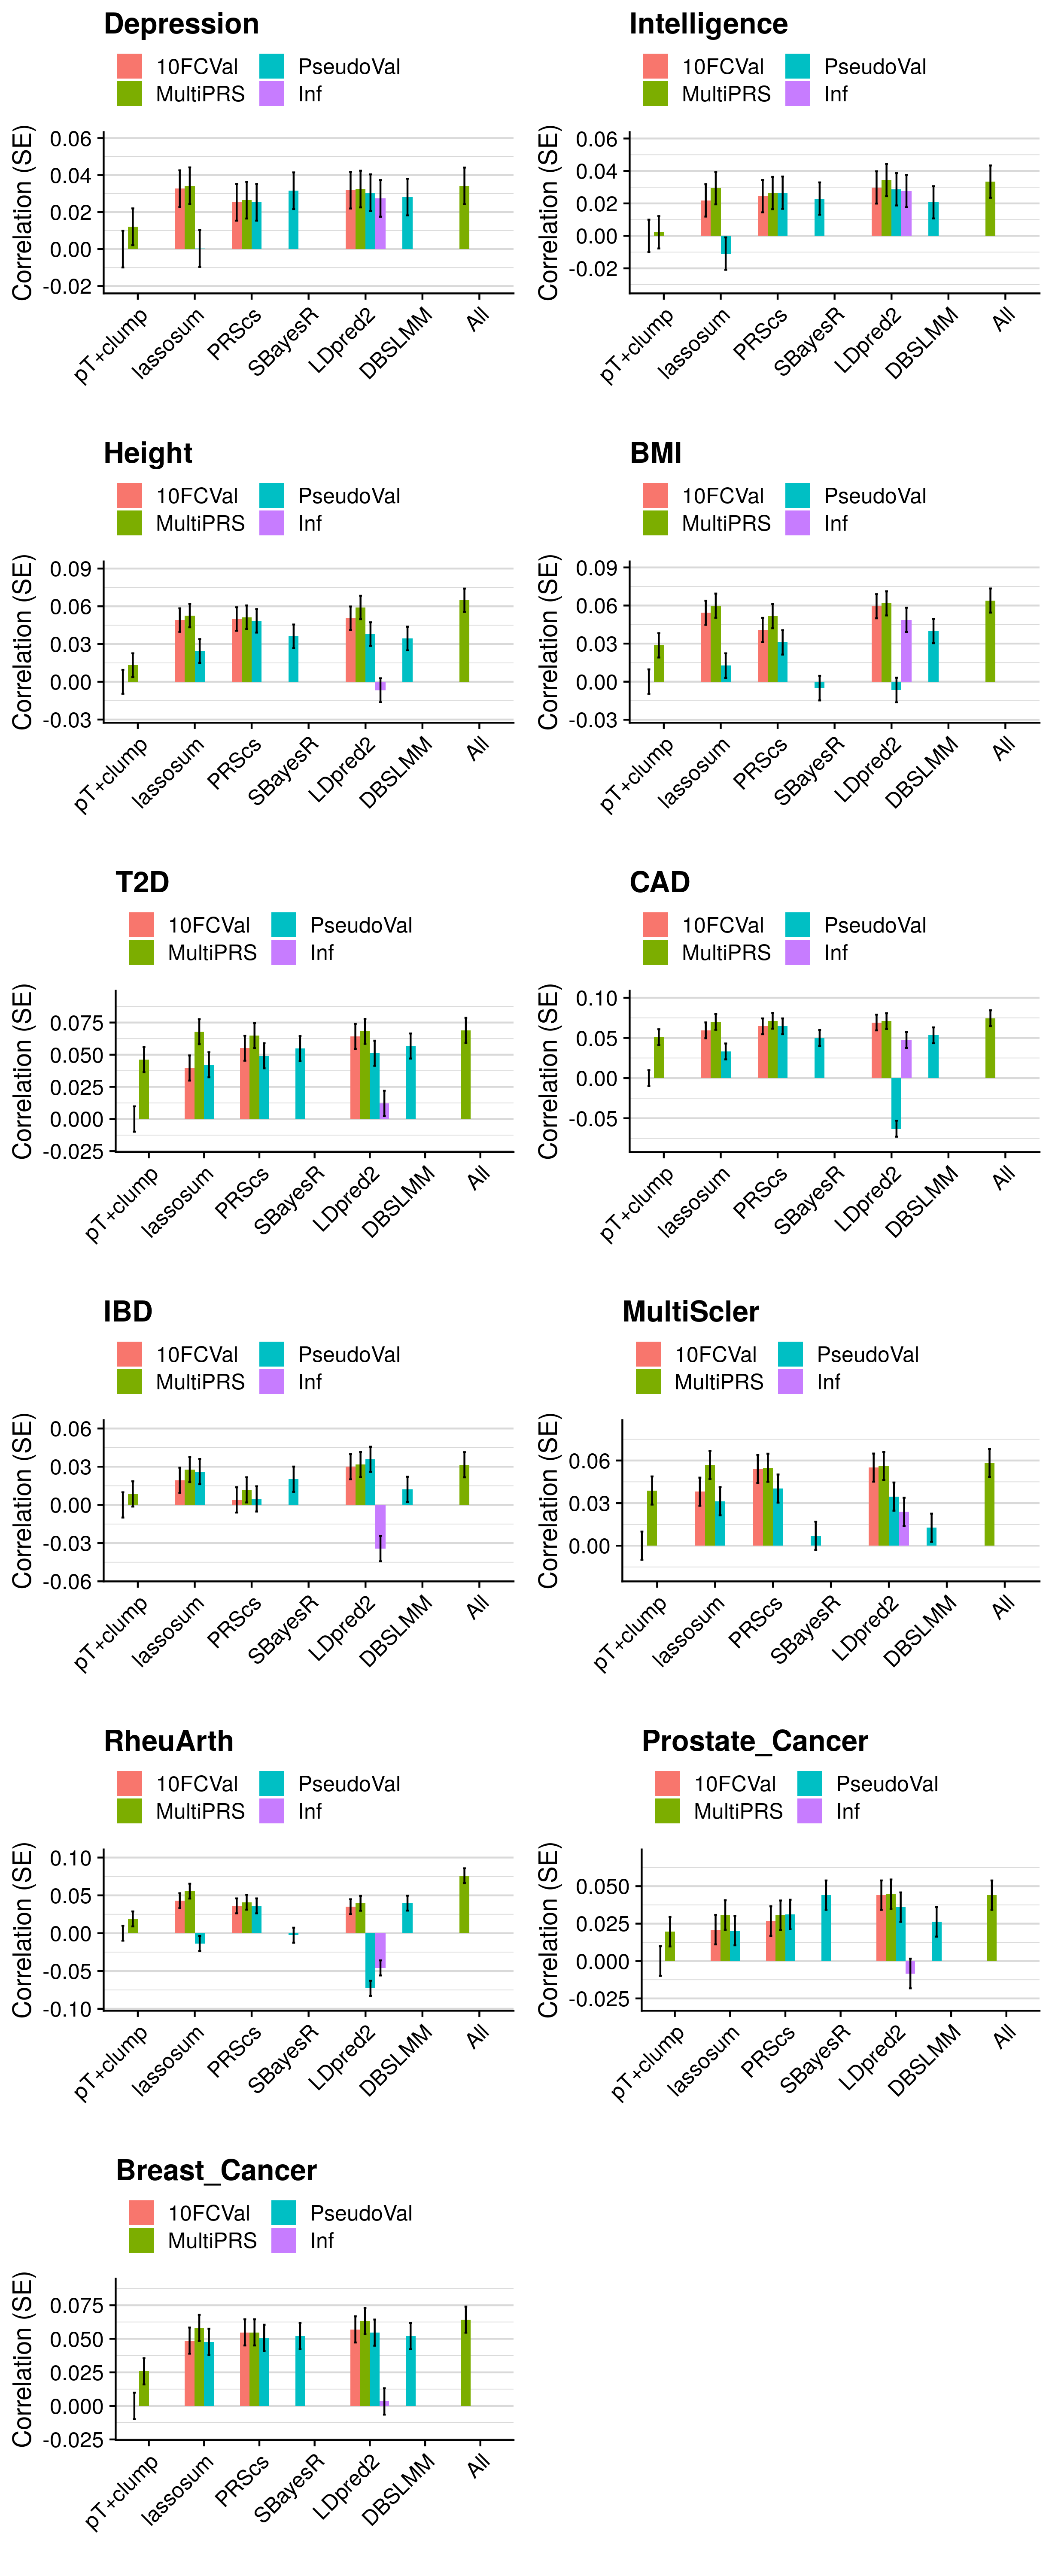 Depression
10FCVal PseudoVal
MultiPRS Inf
Correlation (SE)
0.06
0.04
0.02
0.00
-0.02
pT+clump lassosum PRScs SBayesR LDpred2 DBSLMM All
Intelligence
10FCVal PseudoVal
MultiPRS Inf
Correlation (SE)
0.06
0.04
0.02
0.00
-0.02
pT+clump lassosum PRScs SBayesR LDpred2 DBSLMM All
Height
10FCVal PseudoVal
MultiPRS Inf
Correlation (SE)
0.09
0.06
0.03
0.00
-0.03
pT+clump lassosum PRScs SBayesR LDpred2 DBSLMM All
BMI
10FCVal PseudoVal
MultiPRS Inf
Correlation (SE)
0.09
0.06
0.03
0.00
-0.03
pT+clump lassosum PRScs SBayesR LDpred2 DBSLMM All
T2D
10FCVal PseudoVal
MultiPRS Inf
Correlation (SE)
0.075
0.050
0.025
0.000
-0.025
pT+clump lassosum PRScs SBayesR LDpred2 DBSLMM All
CAD
10FCVal PseudoVal
MultiPRS Inf
Correlation (SE)
0.10
0.05
0.00
-0.05
pT+clump lassosum PRScs SBayesR LDpred2 DBSLMM All
IBD
10FCVal PseudoVal
MultiPRS Inf
Correlation (SE)
0.06
0.03
0.00
-0.03
-0.06
pT+clump lassosum PRScs SBayesR LDpred2 DBSLMM All
MultiScler
10FCVal PseudoVal
MultiPRS Inf
Correlation (SE)
0.06
0.03
0.00
pT+clump lassosum PRScs SBayesR LDpred2 DBSLMM All
RheuArth
10FCVal PseudoVal
MultiPRS Inf
Correlation (SE)
0.10
0.05
0.00
-0.05
-0.10
pT+clump lassosum PRScs SBayesR LDpred2 DBSLMM All
Prostate_Cancer
10FCVal PseudoVal
MultiPRS Inf
Correlation (SE)
0.050
0.025
0.000
-0.025
pT+clump lassosum PRScs SBayesR LDpred2 DBSLMM All
Breast_Cancer
10FCVal PseudoVal
MultiPRS Inf
Correlation (SE)
0.075
0.050
0.025
0.000
-0.025
pT+clump lassosum PRScs SBayesR LDpred2 DBSLMM All